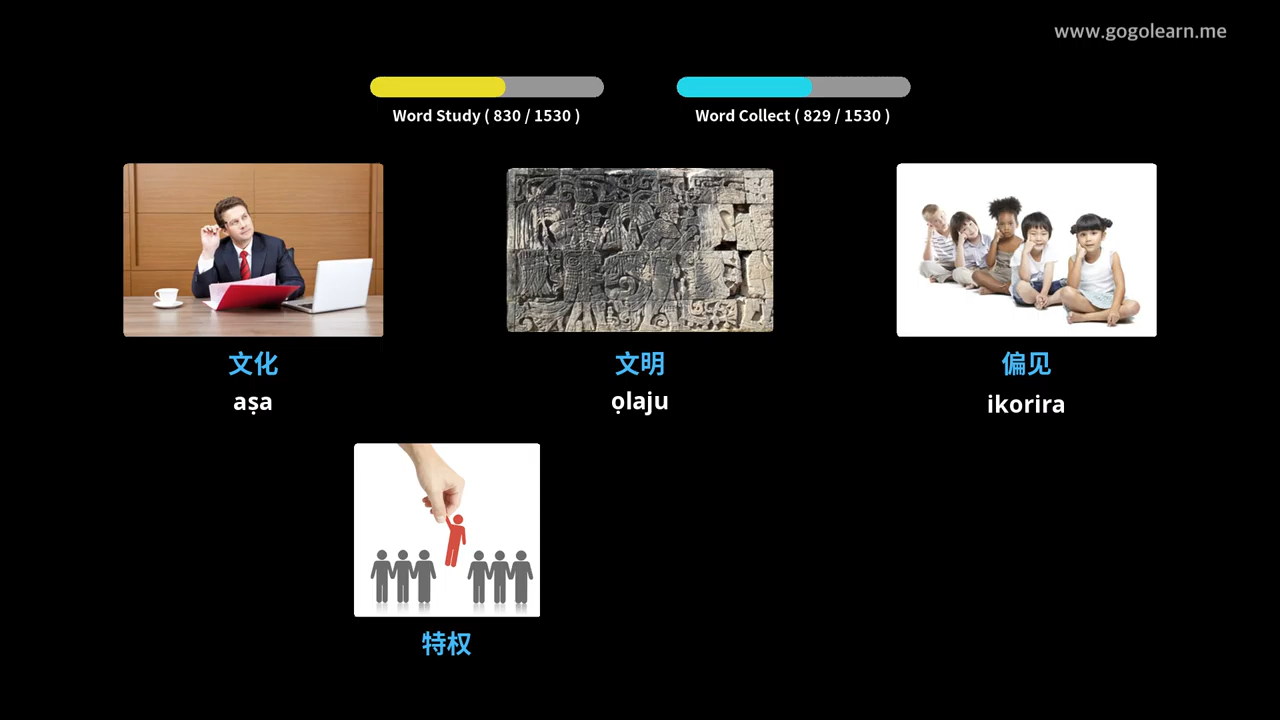 www.gogolearn.me
Word Study ( 830 / 1530 )
Word Collect ( 829 / 1530 )
文化
aṣa
文明
ọlaju
偏见
ikorira
特权